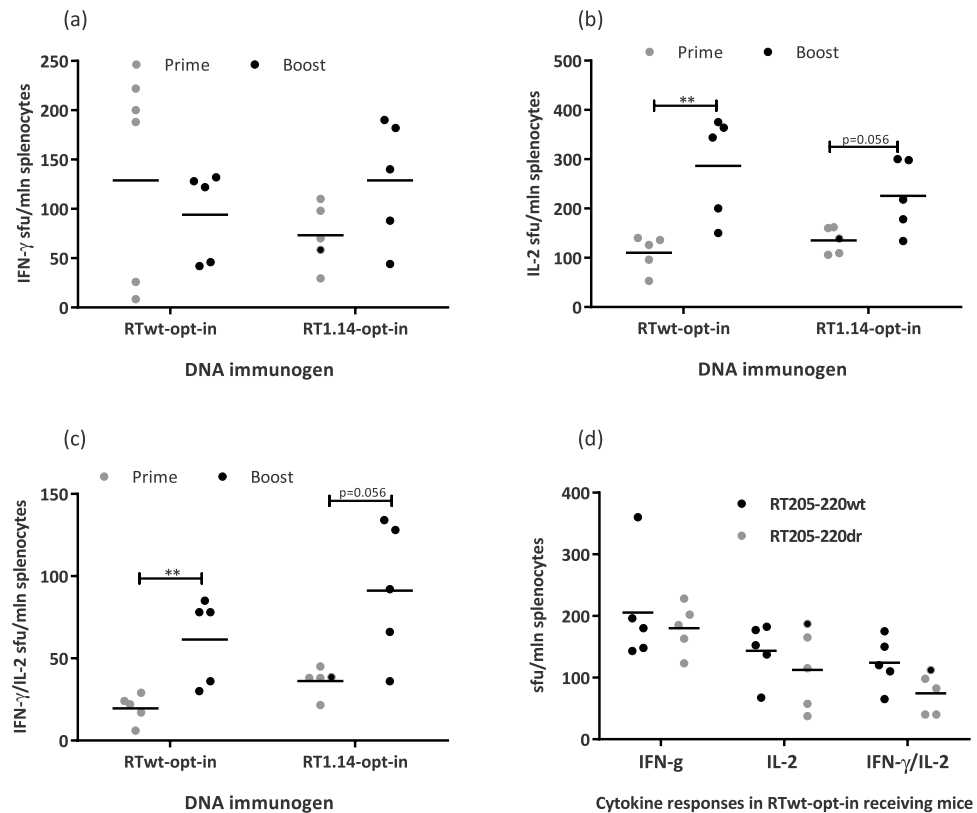 (a)
Prime Boost
IFN-γ sfu/mln splenocytes
250
200
150
100
50
0
RTwt-opt-in RT1.14-opt-in
DNA immunogen
(b)
Prime Boost
IL-2 sfu/mln splenocytes
500
400
300
200
100
0
**
p=0.056
RTwt-opt-in RT1.14-opt-in
DNA immunogen
(c)
Prime Boost
IFN-γ/IL-2 sfu/mln splenocytes
150
100
50
0
**
p=0.056
RTwt-opt-in RT1.14-opt-in
DNA immunogen
(d)
RT205-220wt
RT205-220dr
sfu/mln splenocytes
400
300
200
100
0
IFN-g IL-2 IFN-γ/IL-2
Cytokine responses in RTwt-opt-in receiving mice